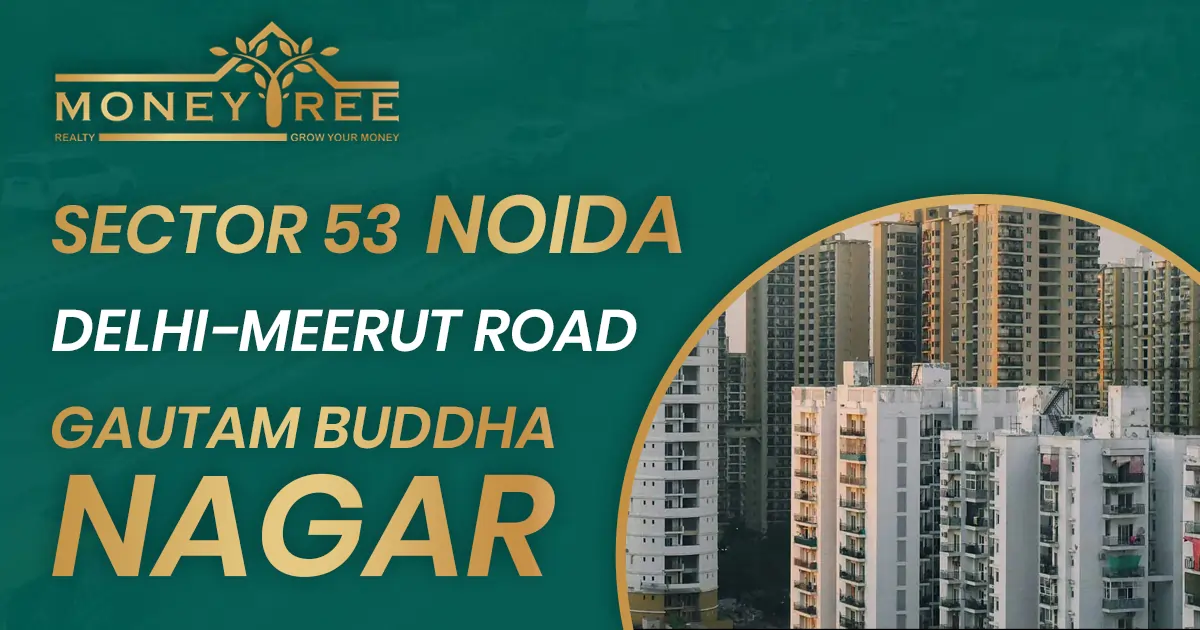 MONEYTREE
REALTY GROW YOUR MONEY
SECTOR 53 NOIDA
DELHI-MEERUT ROAD
GAUTAM BUDDHA
NAGAR